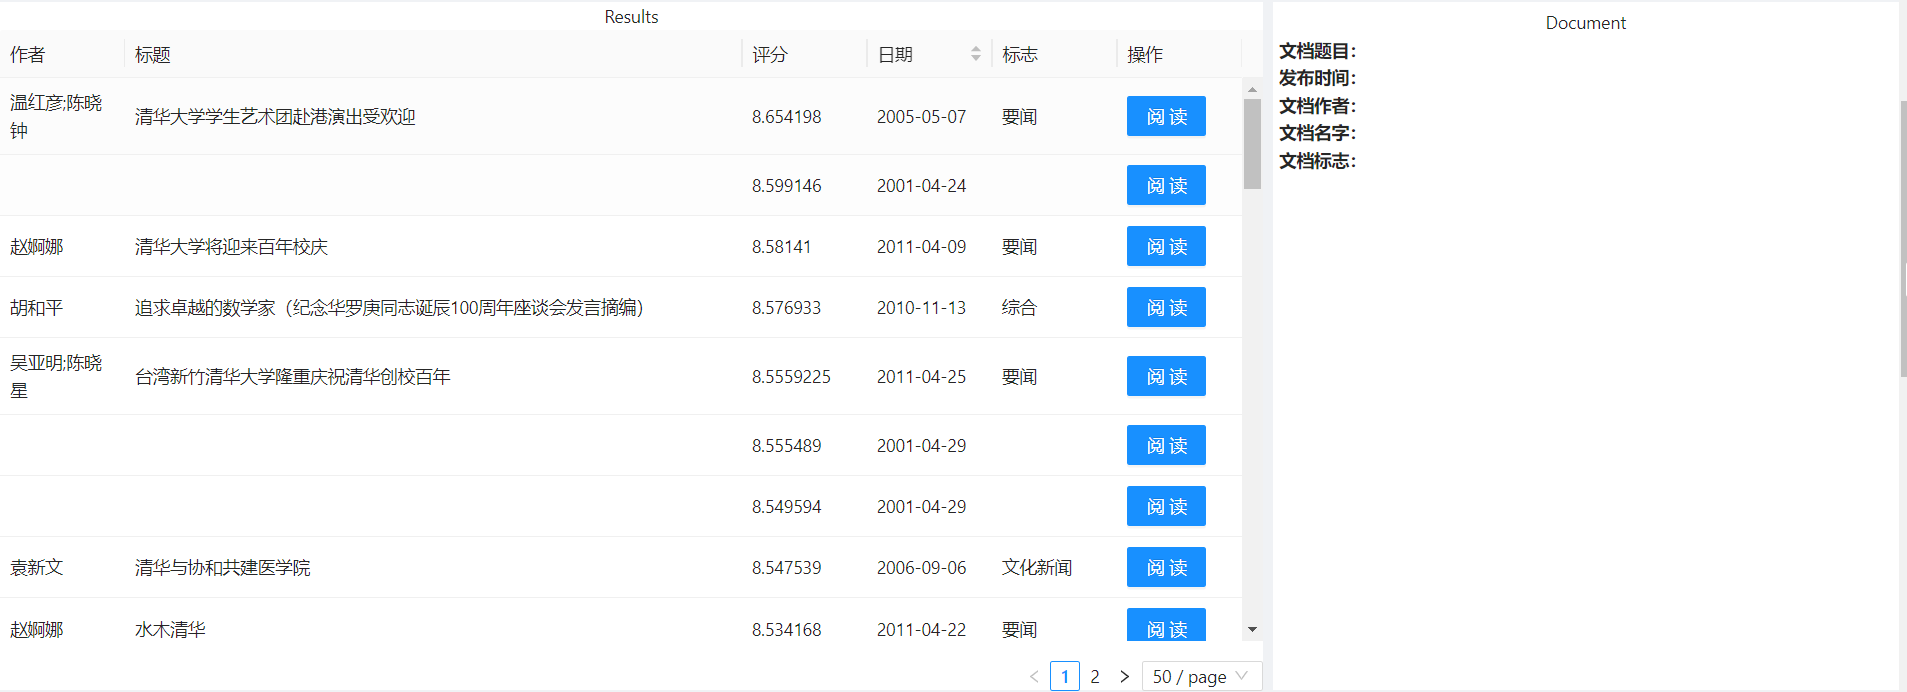 Results
作者 标题 评分 日期 标志 操作
温红彦;陈晓钟 清华大学学生艺术团赴港演出受欢迎 8.654198 2005-05-07 要闻 阅 读
8.599146 2001-04-24 阅 读
赵婀娜 清华大学将迎来百年校庆 8.58141 2011-04-09 要闻 阅 读
胡和平 追求卓越的数学家（纪念华罗庚同志诞辰100周年座谈会发言摘编） 8.576933 2010-11-13 综合 阅 读
吴亚明;陈晓星 台湾新竹清华大学隆重庆祝清华创校百年 8.5559225 2011-04-25 要闻 阅 读
8.555489 2001-04-29 阅 读
8.549594 2001-04-29 阅 读
袁新文 清华与协和共建医学院 8.547539 2006-09-06 文化新闻 阅 读
赵婀娜 水木清华 8.534168 2011-04-22 要闻 阅 读
1 2 50 / page
Document
文档题目：
发布时间：
文档作者：
文档名字：
文档标志：